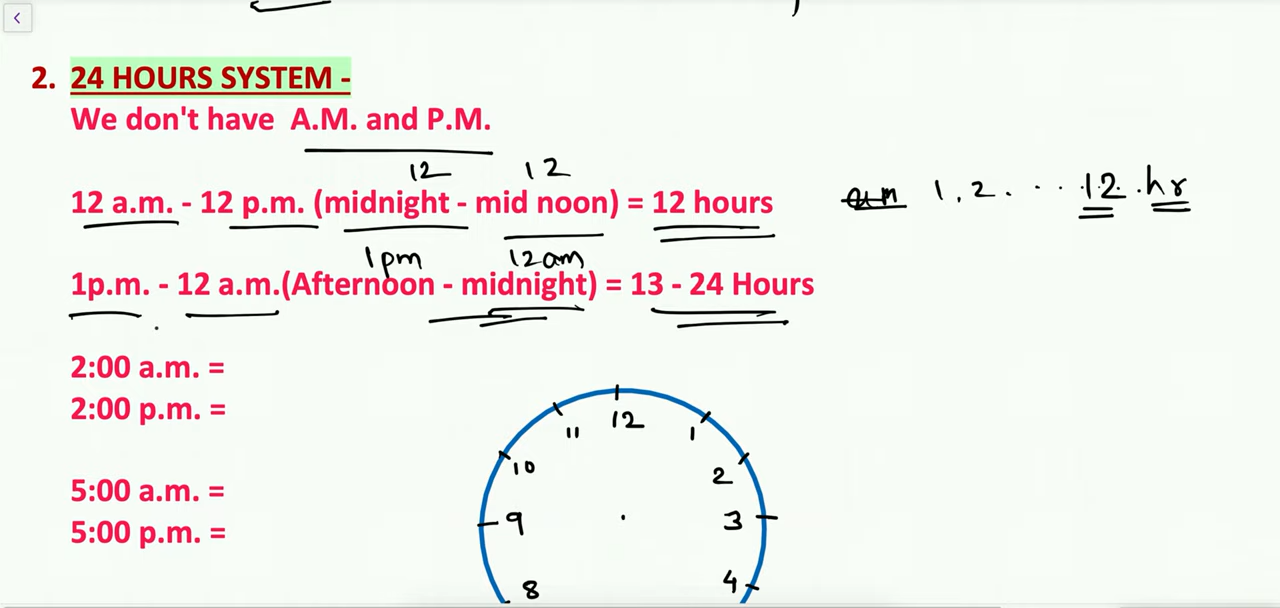 2. 24 HOURS SYSTEM -
We don't have A.M. and P.M.
12 12
12 a.m. - 12 p.m. (midnight - mid noon) = 12 hours
am 1, 2 . . . . 12 . hr
1pm 12am
1p.m. - 12 a.m.(Afternoon - midnight) = 13 - 24 Hours
2:00 a.m. =
2:00 p.m. =
5:00 a.m. =
5:00 p.m. =
12
11 1
10 2
9 3
8 4